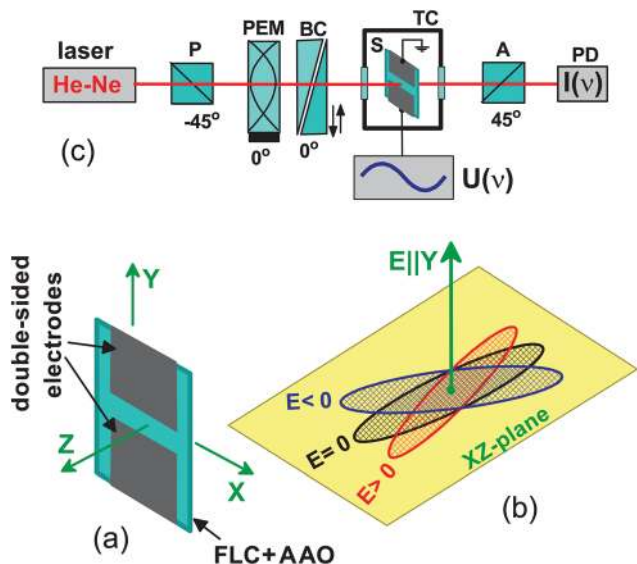 laser
He-Ne
P
-45°
PEM
0°
BC
0°
TC
S
A
45°
PD
I(ν)
U(ν)
(c)
Y
double-sided
electrodes
Z
X
(a)
FLC+AAO
E||Y
E< 0
E= 0
E> 0
XZ-plane
(b)